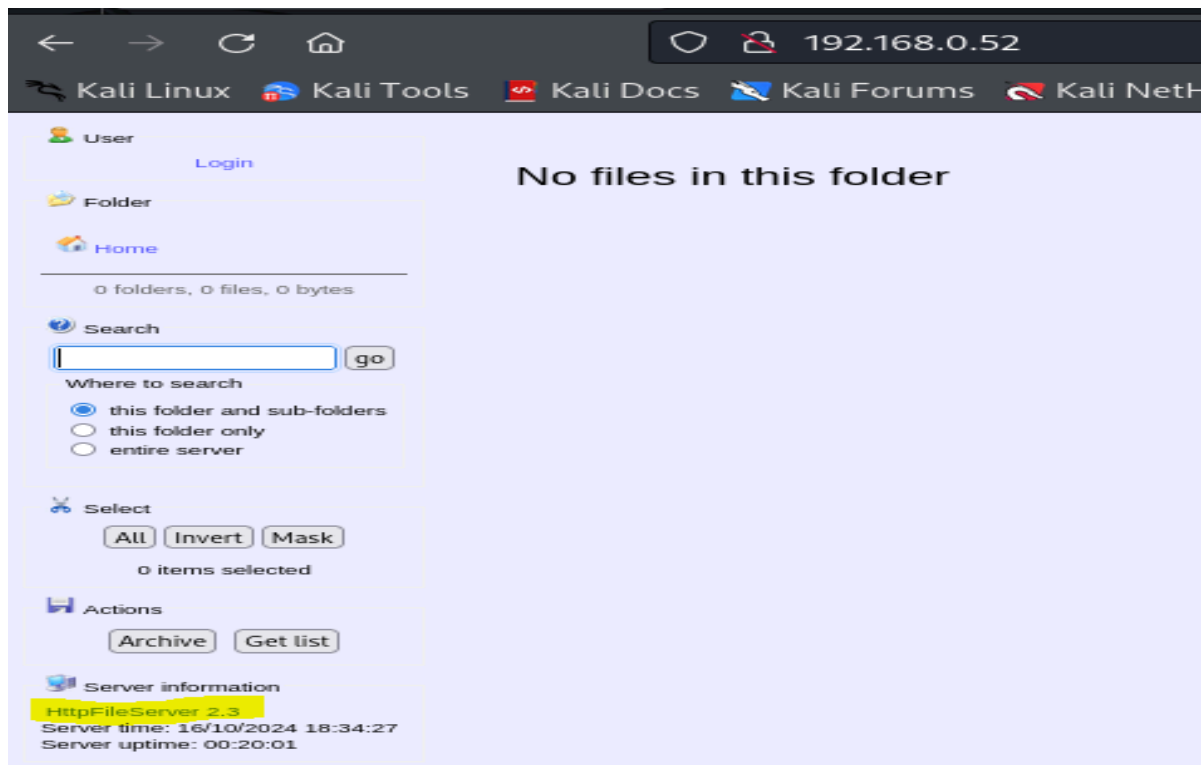 192.168.0.52
Kali Linux Kali Tools Kali Docs Kali Forums Kali NetH
User
Login
Folder
Home
0 folders, 0 files, 0 bytes
Search
go
Where to search
this folder and sub-folders
this folder only
entire server
Select
All Invert Mask
0 items selected
Actions
Archive Get list
Server information
HttpFileServer 2.3
Server time: 16/10/2024 18:34:27
Server uptime: 00:20:01
No files in this folder